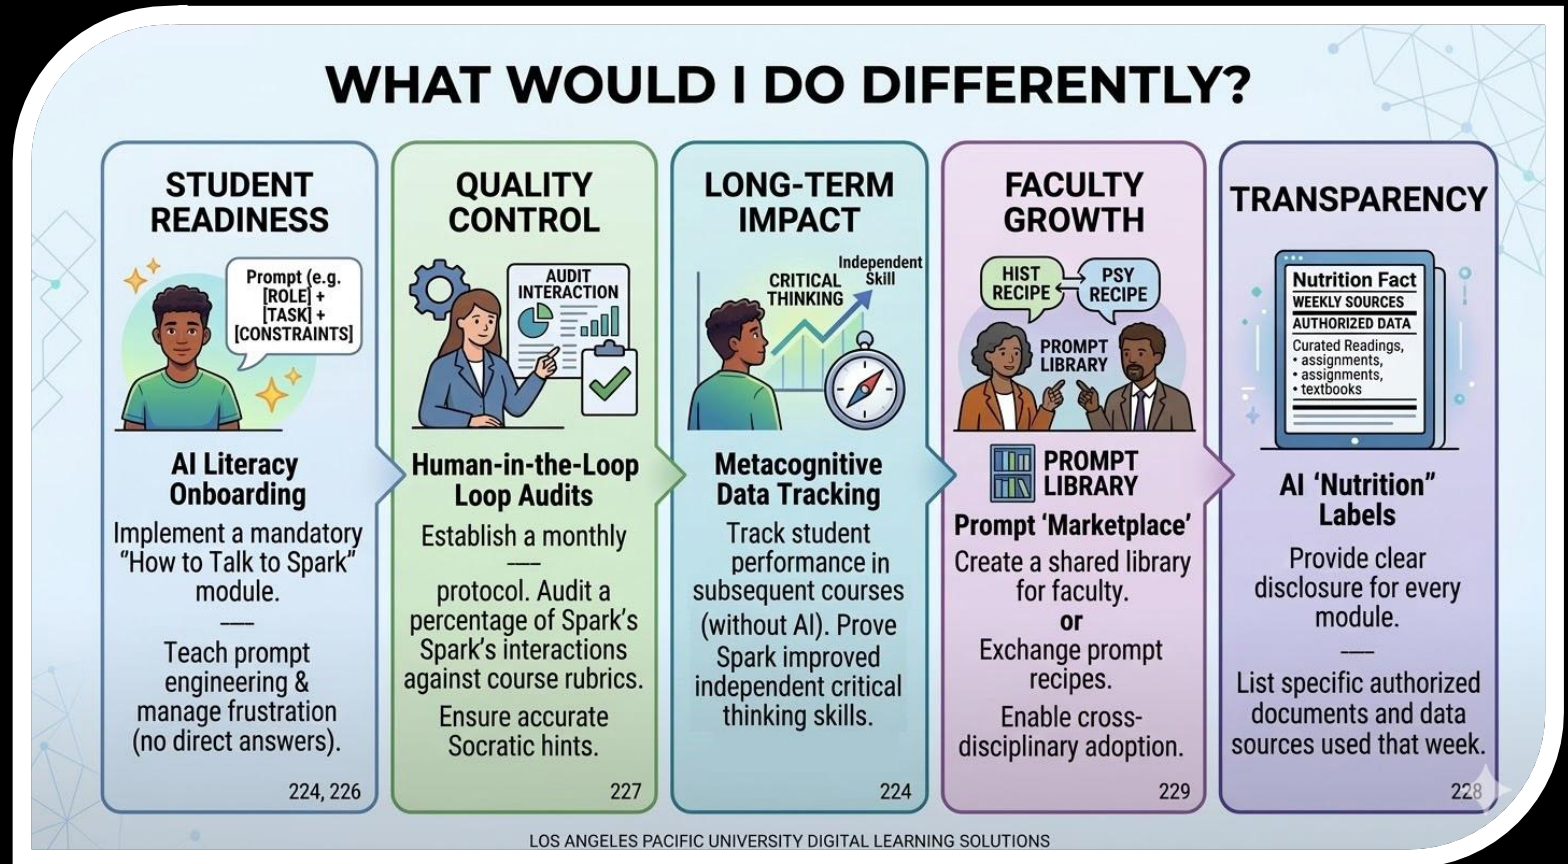 WHAT WOULD I DO DIFFERENTLY?
STUDENT
READINESS
Prompt (e.g.
[ROLE] +
[TASK] +
[CONSTRAINTS]
AI Literacy
Onboarding
Implement a mandatory
“How to Talk to Spark”
module.
Teach prompt
engineering &
manage frustration
(no direct answers).
224, 226
QUALITY
CONTROL
AUDIT
INTERACTION
Human-in-the-Loop
Loop Audits
Establish a monthly
protocol. Audit a
percentage of Spark's
Spark's interactions
against course rubrics.
Ensure accurate
Socratic hints.
227
LONG-TERM
IMPACT
CRITICAL
THINKING
Independent
Skill
Metacognitive
Data Tracking
Track student
performance in
subsequent courses
(without AI). Prove
Spark improved
independent critical
thinking skills.
224
FACULTY
GROWTH
HIST
RECIPE
PSY
RECIPE
PROMPT
LIBRARY
PROMPT
LIBRARY
Prompt ‘Marketplace’
Create a shared library
for faculty.
or
Exchange prompt
recipes.
Enable cross-
disciplinary adoption.
229
TRANSPARENCY
Nutrition Fact
WEEKLY SOURCES
AUTHORIZED DATA
Curated Readings,
• assignments,
• assignments,
• textbooks
AI ‘Nutrition”
Labels
Provide clear
disclosure for every
module.
List specific authorized
documents and data
sources used that week.
228
LOS ANGELES PACIFIC UNIVERSITY DIGITAL LEARNING SOLUTIONS